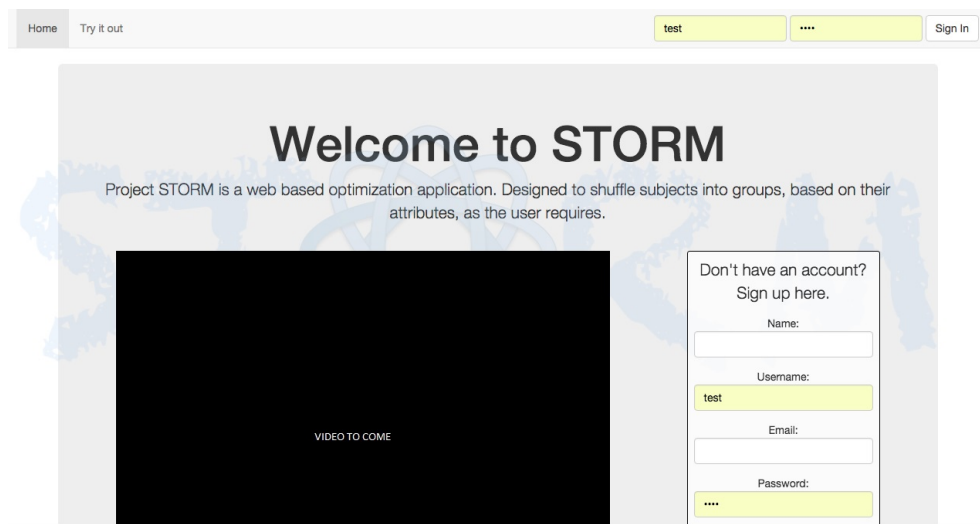 Home Try it out test •••• Sign In
Welcome to STORM
Project STORM is a web based optimization application. Designed to shuffle subjects into groups, based on their
attributes, as the user requires.
STORM
VIDEO TO COME
Don't have an account?
Sign up here.
Name:
Username:
test
Email:
Password:
••••